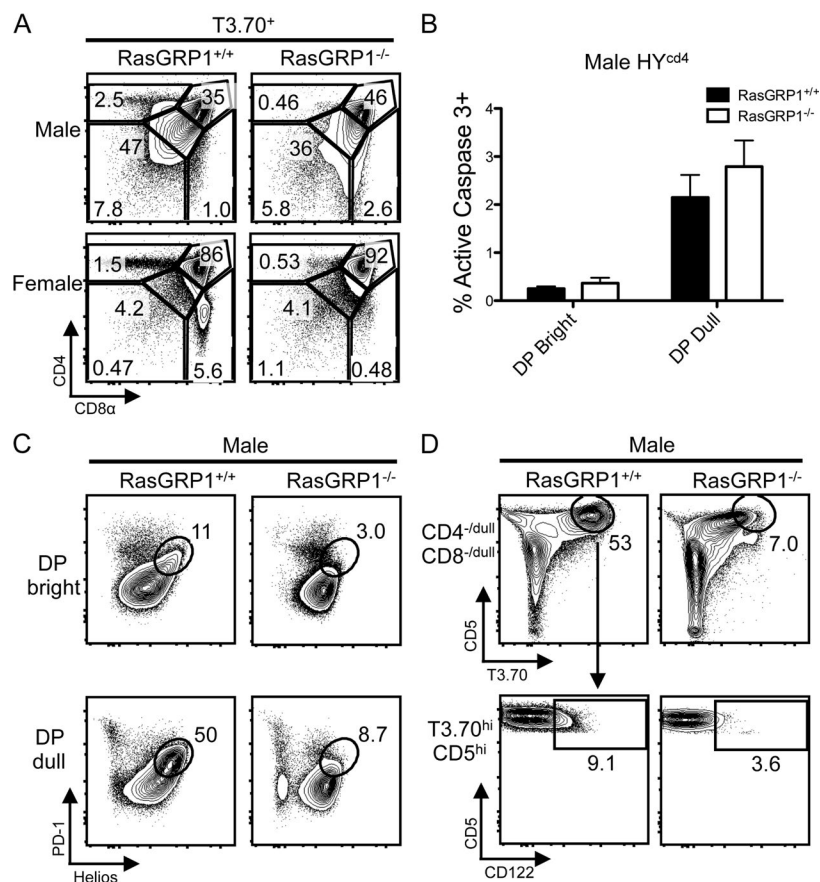 A
T3.70+
RasGRP1+/+ RasGRP1-/-
Male
2.5 35
47
7.8 1.0
0.46 46
36
5.8 2.6
Female
1.5 86
4.2
0.47 5.6
0.53 92
4.1
1.1 0.48
CD4
CD8α
B
Male HYcd4
RasGRP1+/+
RasGRP1-/-
% Active Caspase 3+
4
3
2
1
0
DP Bright
DP Dull
C
Male
RasGRP1+/+ RasGRP1-/-
DP
bright
11
3.0
DP
dull
50
8.7
PD-1
Helios
D
Male
RasGRP1+/+ RasGRP1-/-
CD4-/dull
CD8-/dull
53
7.0
CD5
T3.70
T3.70hi
CD5hi
9.1
3.6
CD5
CD122